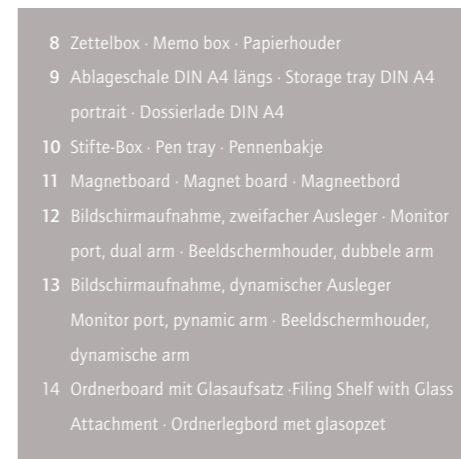 8 Zettelbox · Memo box · Papierhouder
9 Ablageschale DIN A4 längs · Storage tray DIN A4
portrait · Dossierlade DIN A4
10 Stifte-Box · Pen tray · Pennenbakje
11 Magnetboard · Magnet board · Magneetbord
12 Bildschirmaufnahme, zweifacher Ausleger · Monitor
port, dual arm · Beeldschermhouder, dubbele arm
13 Bildschirmaufnahme, dynamischer Ausleger
Monitor port, pynamic arm · Beeldschermhouder,
dynamische arm
14 Ordnerboard mit Glasaufsatz ·Filing Shelf with Glass
Attachment · Ordnerlegbord met glasopzet